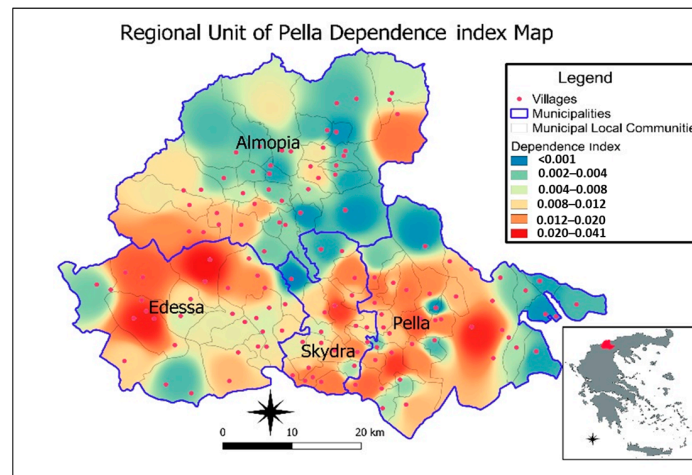 Regional Unit of Pella Dependence index Map
Legend
Villages
Municipalities
Municipal Local Communities
Dependence Index
<0.001
0.002–0.004
0.004–0.008
0.008–0.012
0.012–0.020
0.020–0.041
Almopia
Edessa
Pella
Skydra
0 10 20 km